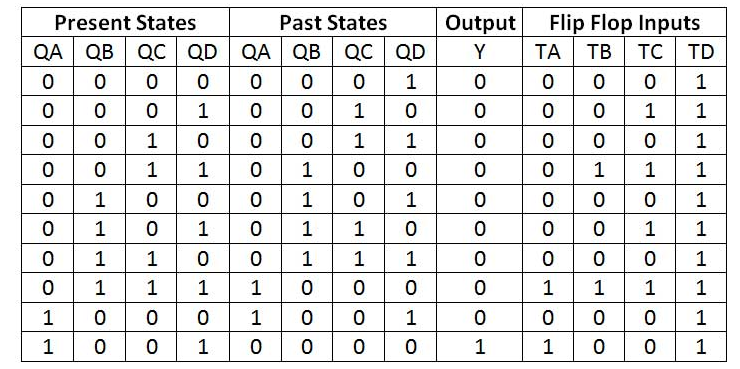 Present States Past States Output Flip Flop Inputs
QA QB QC QD QA QB QC QD Y TA TB TC TD
0 0 0 0 0 0 0 1 0 0 0 0 1
0 0 0 1 0 0 1 0 0 0 0 1 1
0 0 1 0 0 0 1 1 0 0 0 0 1
0 0 1 1 0 1 0 0 0 0 1 1 1
0 1 0 0 0 1 0 1 0 0 0 0 1
0 1 0 1 0 1 1 0 0 0 0 1 1
0 1 1 0 0 1 1 1 0 0 0 0 1
0 1 1 1 1 0 0 0 0 1 1 1 1
1 0 0 0 1 0 0 1 0 0 0 0 1
1 0 0 1 0 0 0 0 1 1 0 0 1